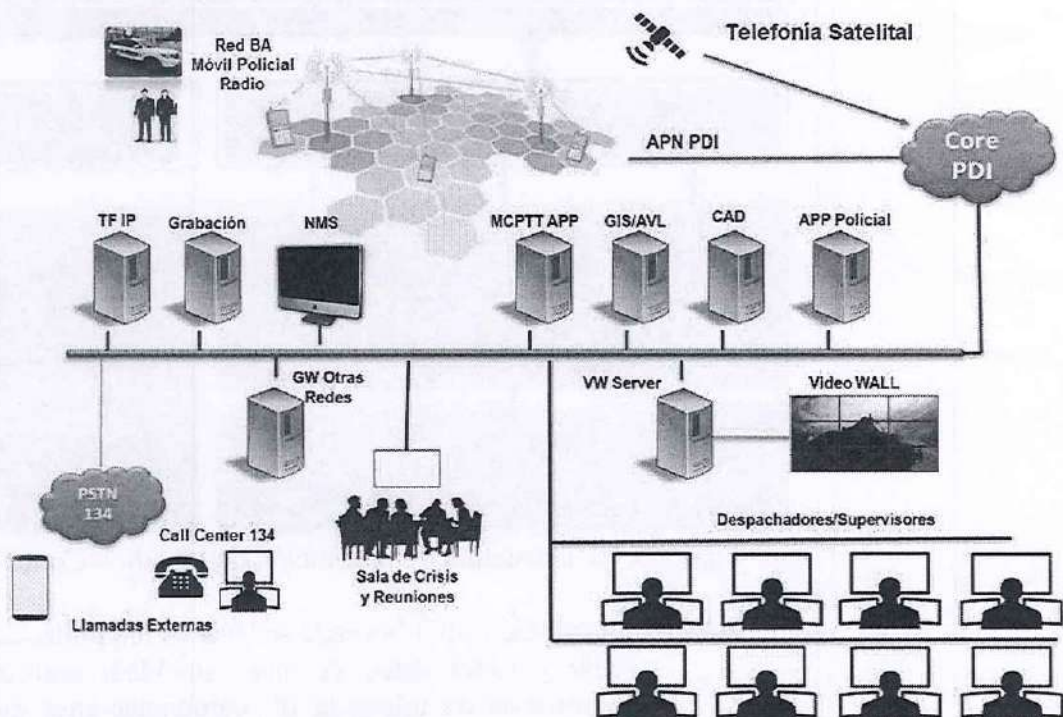 Red BA
Móvil Policial
Radio
Telefonía Satelital
APN PDI
Core
PDI
TF IP
Grabación
NMS
MCPTT APP
GIS/AVL
CAD
APP Policial
GW Otras
Redes
VW Server
Video WALL
PSTN
134
Call Center 134
Llamadas Externas
Sala de Crisis
y Reuniones
Despachadores/Supervisores